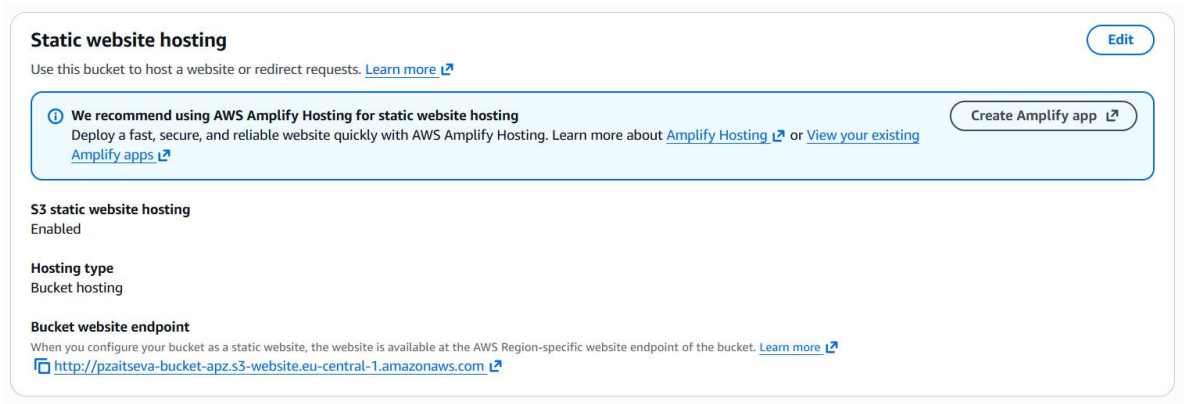 Static website hosting
Edit
Use this bucket to host a website or redirect requests. Learn more
We recommend using AWS Amplify Hosting for static website hosting
Create Amplify app
Deploy a fast, secure, and reliable website quickly with AWS Amplify Hosting. Learn more about Amplify Hosting or View your existing
Amplify apps
S3 static website hosting
Enabled
Hosting type
Bucket hosting
Bucket website endpoint
When you configure your bucket as a static website, the website is available at the AWS Region-specific website endpoint of the bucket. Learn more
http://pzaitseva-bucket-apz.s3-website.eu-central-1.amazonaws.com